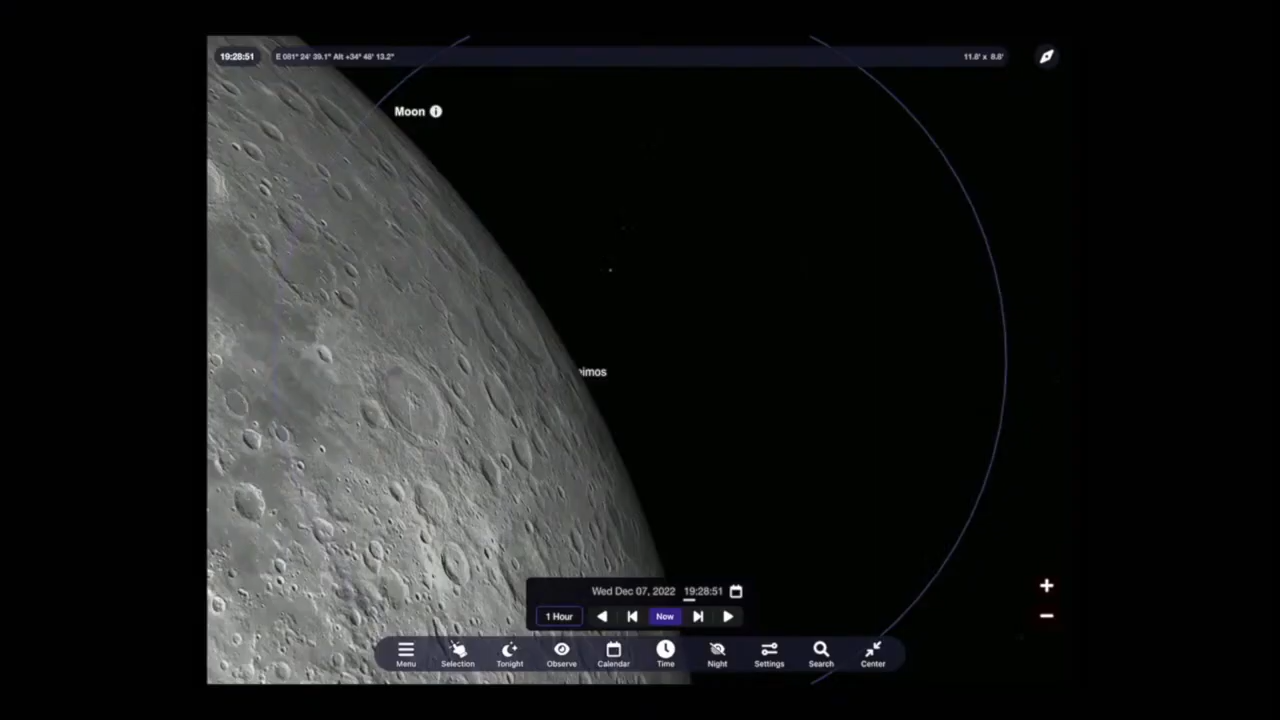 19:28:51
E 081° 24' 39.1" Alt +34° 48' 13.2"
11.8' x 8.8'
Moon
eimos
Wed Dec 07, 2022 19:28:51
1 Hour Now
Menu Selection Tonight Observe Calendar Time Night Settings Search Center